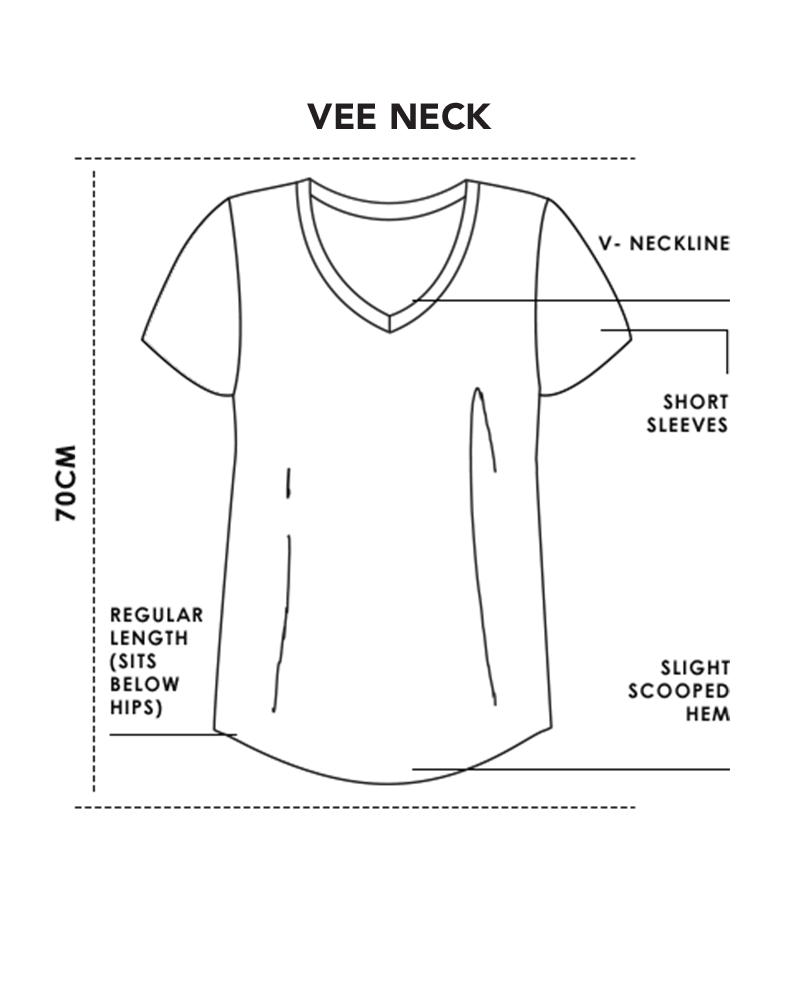 VEE NECK
V- NECKLINE
SHORT
SLEEVES
70CM
REGULAR
LENGTH
(SITS
BELOW
HIPS)
SLIGHT
SCOOPED
HEM